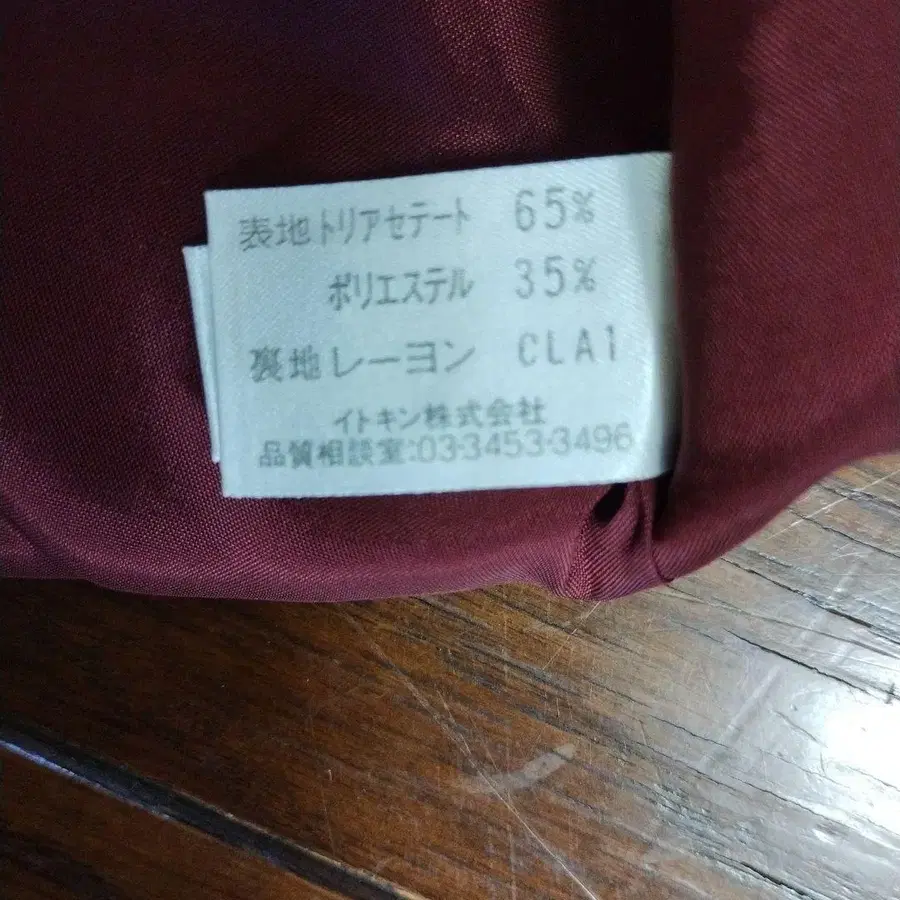 表地トリアセテート 65%
ポリエステル 35%
裏地レーヨン CLA1
イトキン株式会社
品質相談室:03-3453-3496